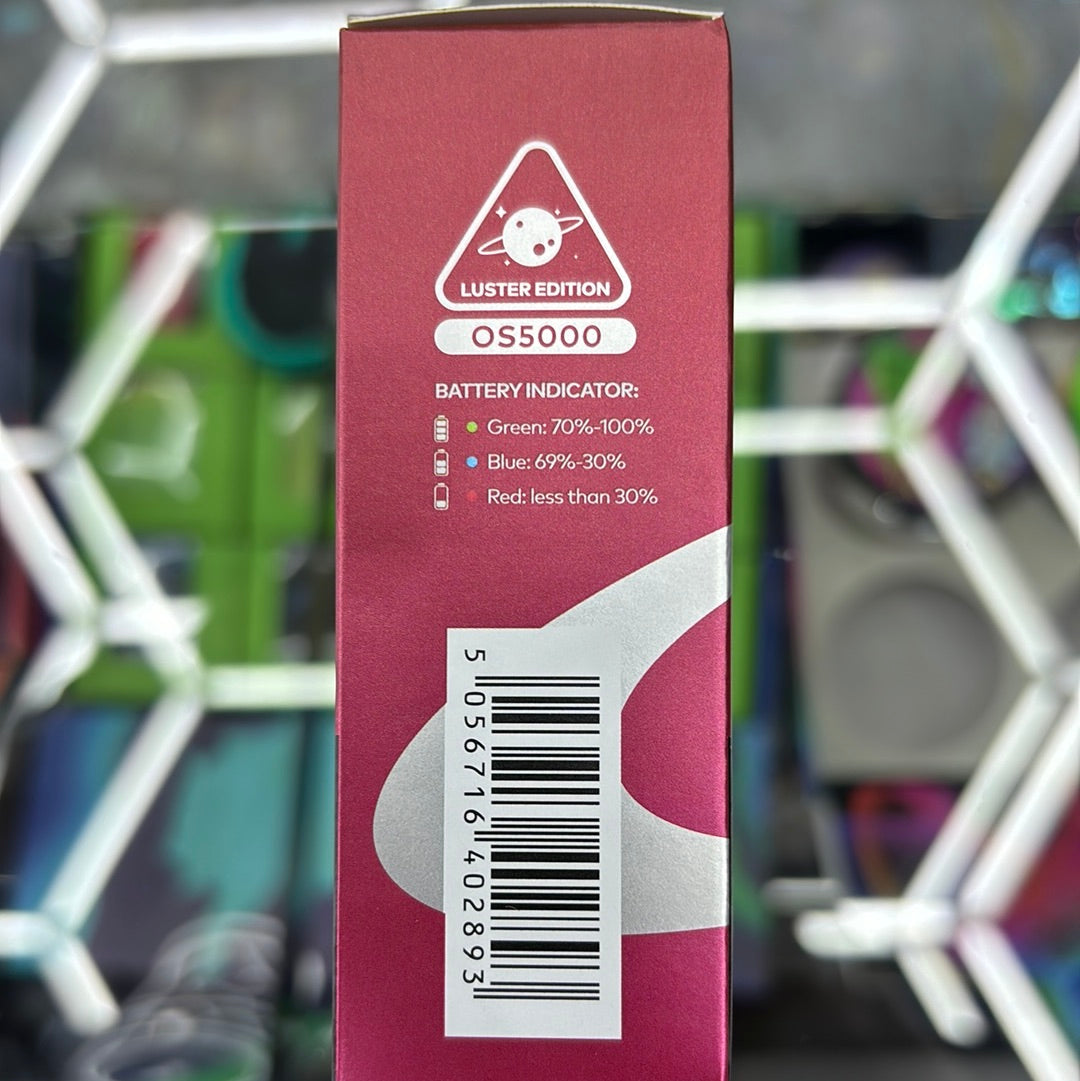 LUSTER EDITION
OS5000
BATTERY INDICATOR:
Green: 70%-100%
Blue: 69%-30%
Red: less than 30%
5 056716 402893